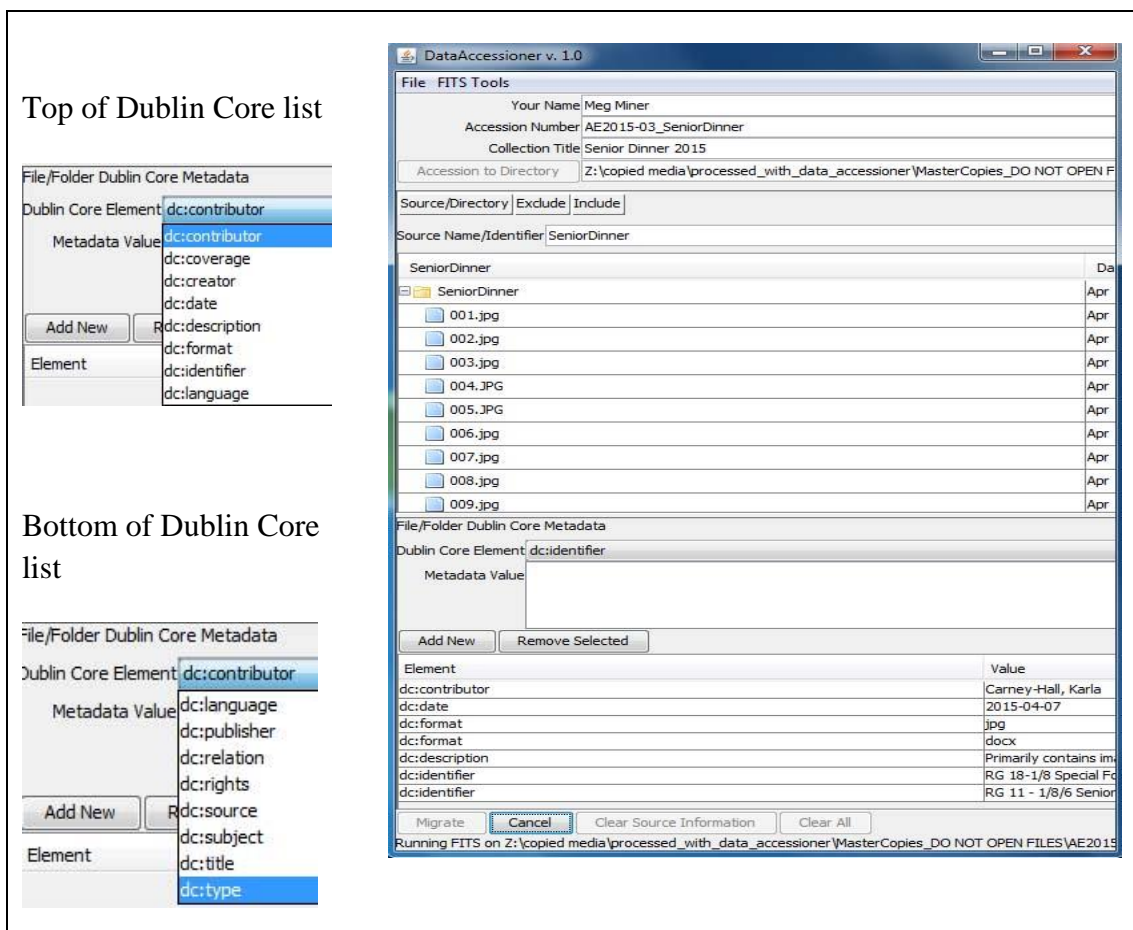 Top of Dublin Core list
File/Folder Dublin Core Metadata
Dublin Core Element dc:contributor
Metadata Value
dc:contributor
dc:coverage
dc:creator
dc:date
dc:description
Add New R
dc:format
Element
dc:identifier
dc:language
Bottom of Dublin Core
list
File/Folder Dublin Core Metadata
Dublin Core Element dc:contributor
Metadata Value
dc:language
dc:publisher
dc:relation
dc:rights
Add New R
dc:source
dc:subject
Element
dc:title
dc:type
DataAccessioner v. 1.0
File FITS Tools
Your Name Meg Miner
Accession Number AE2015-03_SeniorDinner
Collection Title Senior Dinner 2015
Accession to Directory Z:\copied media\processed_with_data_accessioner\MasterCopies_DO NOT OPEN F
Source/Directory Exclude Include
Source Name/Identifier SeniorDinner
SeniorDinner Da
SeniorDinner Apr
001.jpg Apr
002.jpg Apr
003.jpg Apr
004.JPG Apr
005.JPG Apr
006.jpg Apr
007.jpg Apr
008.jpg Apr
009.jpg Apr
File/Folder Dublin Core Metadata
Dublin Core Element dc:identifier
Metadata Value
Add New Remove Selected
Element Value
dc:contributor Carney-Hall, Karla
dc:date 2015-04-07
dc:format jpg
dc:format docx
dc:description Primarily contains im
dc:identifier RG 18-1/8 Special Fo
dc:identifier RG 11 - 1/8/6 Senior
Migrate Cancel Clear Source Information Clear All
Running FITS on Z:\copied media\processed_with_data_accessioner\MasterCopies_DO NOT OPEN FILES\AE2015